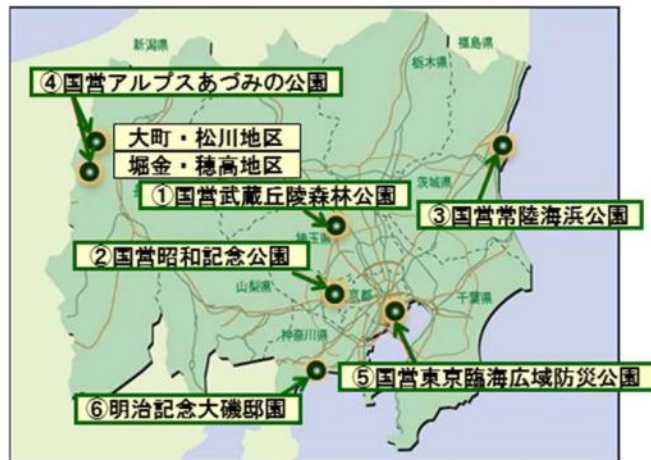 新潟県
福島県
栃木県
④国営アルプスあづみの公園
大町・松川地区
堀金・穂高地区
茨城県
①国営武蔵丘陵森林公園
③国営常陸海浜公園
埼玉県
②国営昭和記念公園
山梨県
京都
千葉県
神奈川県
⑤国営東京臨海広域防災公園
⑥明治記念大磯邸園